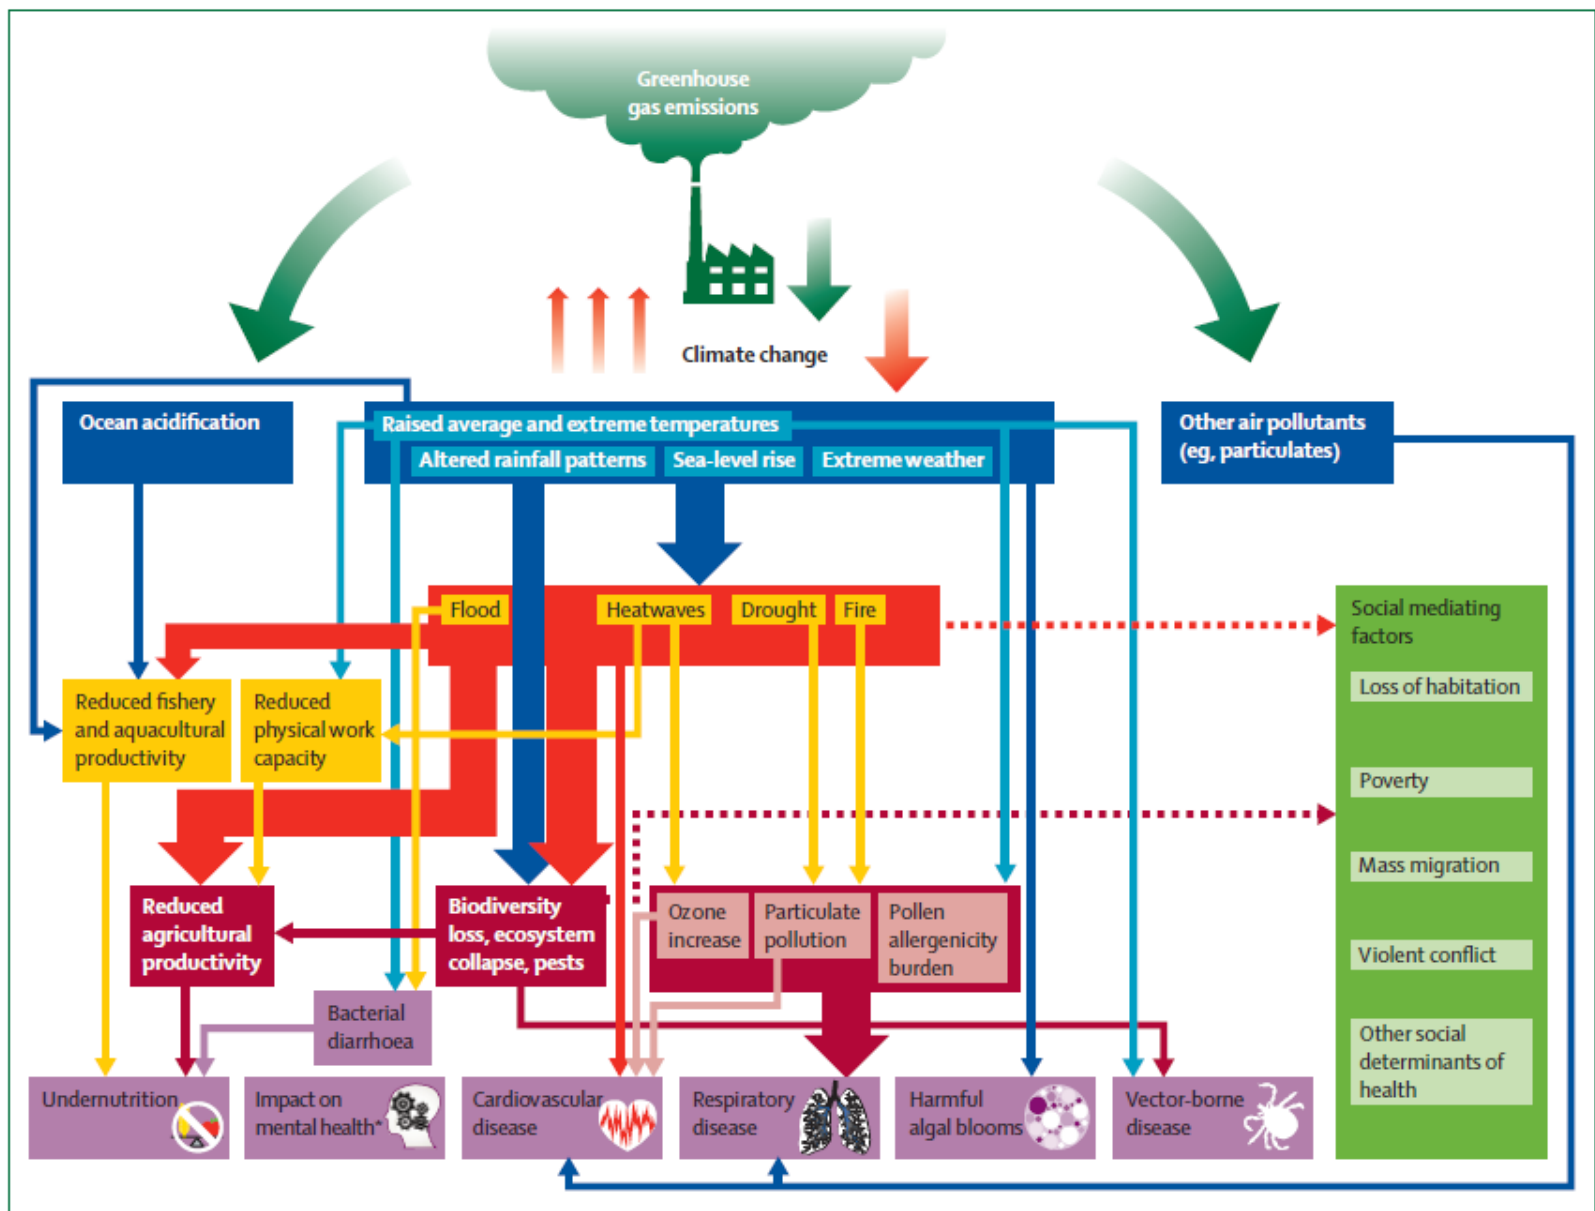 Greenhouse
gas emissions
Climate change
Ocean acidification
Raised average and extreme temperatures
Altered rainfall patterns
Sea-level rise
Extreme weather
Other air pollutants
(eg, particulates)
Flood
Heatwaves
Drought
Fire
Social mediating
factors
Loss of habitation
Poverty
Mass migration
Violent conflict
Other social
determinants of
health
Reduced fishery
and aquacultural
productivity
Reduced
physical work
capacity
Reduced
agricultural
productivity
Biodiversity
loss, ecosystem
collapse, pests
Ozone
increase
Particulate
pollution
Pollen
allergenicity
burden
Bacterial
diarrhoea
Undernutrition
Impact on
mental health*
Cardiovascular
disease
Respiratory
disease
Harmful
algal blooms
Vector-borne
disease